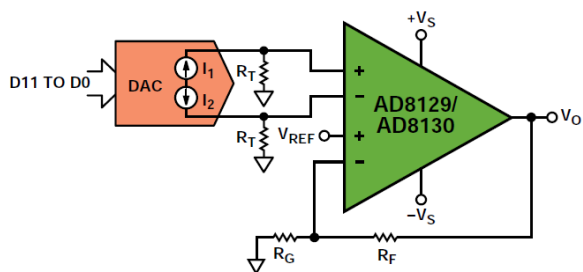 +VS
D11 TO D0
DAC
I1
I2
RT
RT
+
−
VREF
+
−
AD8129/
AD8130
VO
−VS
RG
RF